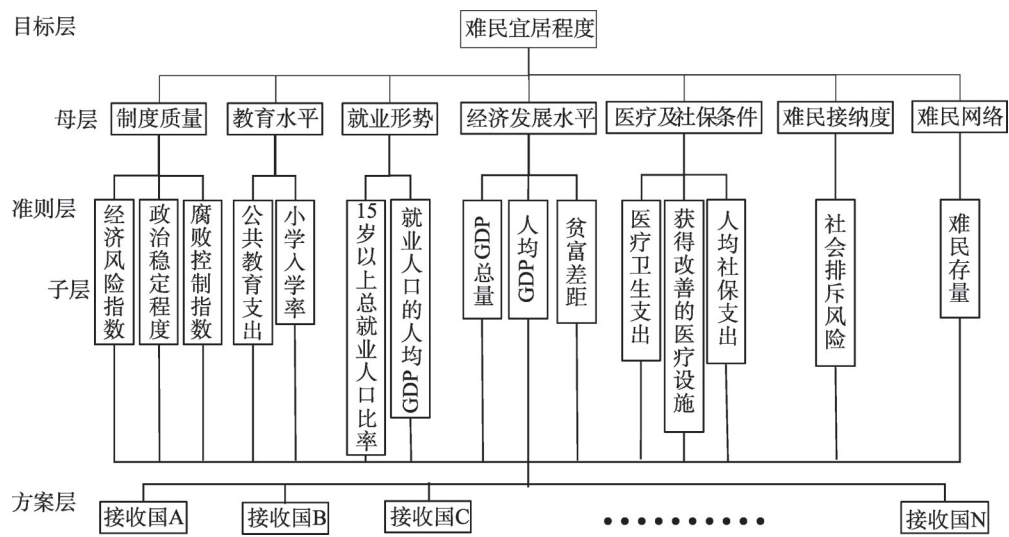 目标层
难民宜居程度
母层
制度质量
教育水平
就业形势
经济发展水平
医疗及社保条件
难民接纳度
难民网络
准则层
子层
经济风险指数
政治稳定程度
腐败控制指数
公共教育支出
小学入学率
15岁以上总就业人口比率
就业人口的人均GDP
GDP总量
人均GDP
贫富差距
医疗卫生支出
获得改善的医疗设施
人均社保支出
社会排斥风险
难民存量
方案层
接收国A
接收国B
接收国C
••••••••••
接收国N